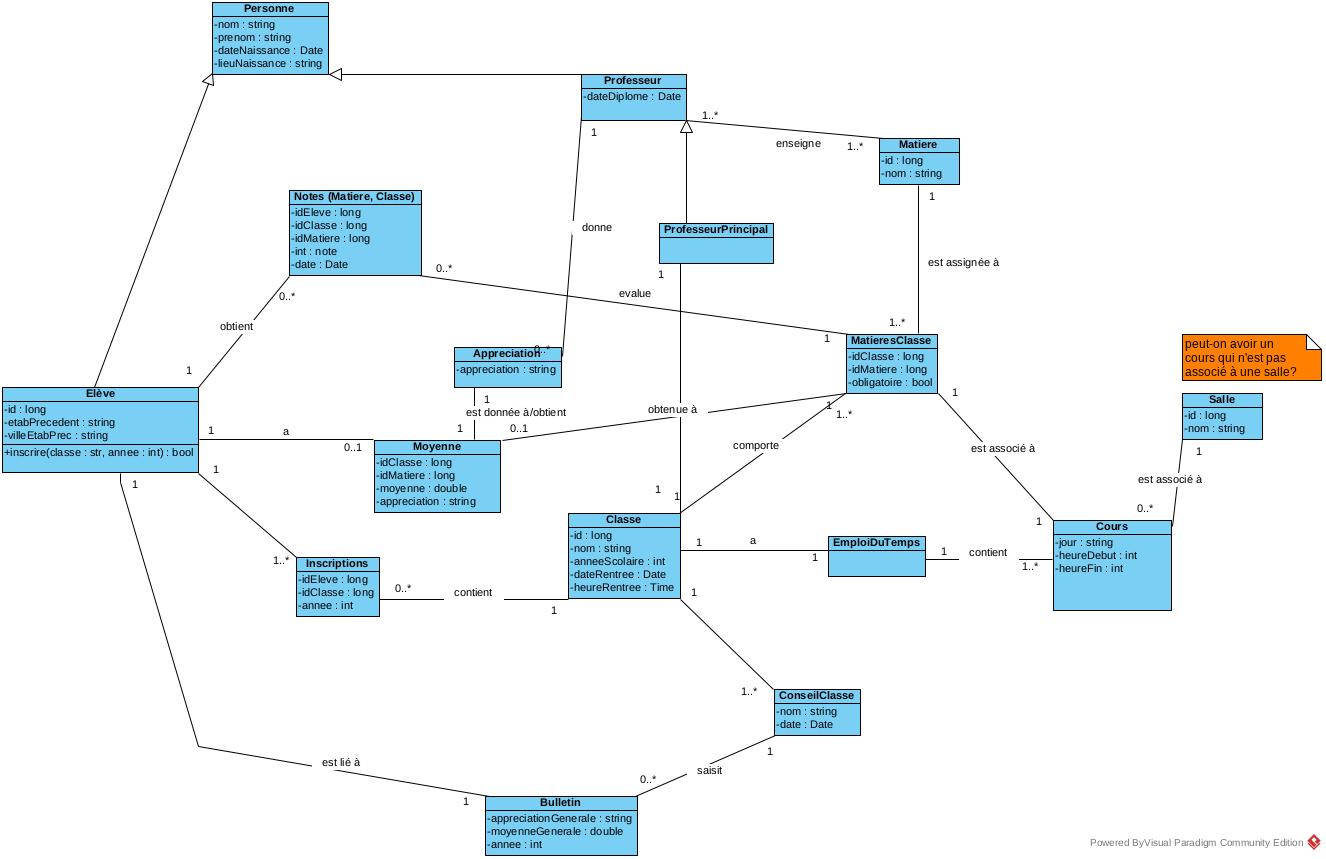 Personne
-nom : string
-prenom : string
-dateNaissance : Date
-lieuNaissance : string
Professeur
-dateDiplome : Date
1
1..*
enseigne
1..*
Matiere
-id : long
-nom : string
1
Notes (Matiere, Classe)
-idEleve : long
-idClasse : long
-idMatiere : long
-int : note
-date : Date
0..*
0..*
donne
ProfesseurPrincipal
1
est assignée à
evalue
obtient
1..*
1
MatieresClasse
-idClasse : long
-idMatiere : long
-obligatoire : bool
1
1
1..*
peut-on avoir un
cours qui n'est pas
associé à une salle?
Salle
-id : long
-nom : string
1
0..*
Appreciation
-appreciation : string
1
est donnée à/obtient
1
0..1
obtenue à
comporte
est associé à
est associé à
0..*
1
1
Elève
-id : long
-etabPrecedent : string
-villeEtabPrec : string
+inscrire(classe : str, annee : int) : bool
1
a
0..1
1
1
Moyenne
-idClasse : long
-idMatiere : long
-moyenne : double
-appreciation : string
1
1
Classe
-id : long
-nom : string
-anneeScolaire : int
-dateRentree : Date
-heureRentree : Time
1
a
1
EmploiDuTemps
1
contient
1..*
Cours
-jour : string
-heureDebut : int
-heureFin : int
1..*
Inscriptions
-idEleve : long
-idClasse : long
-annee : int
0..*
contient
1
1
1..*
ConseilClasse
-nom : string
-date : Date
1
saisit
0..*
est lié à
1
Bulletin
-appreciationGenerale : string
-moyenneGenerale : double
-annee : int
Powered ByVisual Paradigm Community Edition